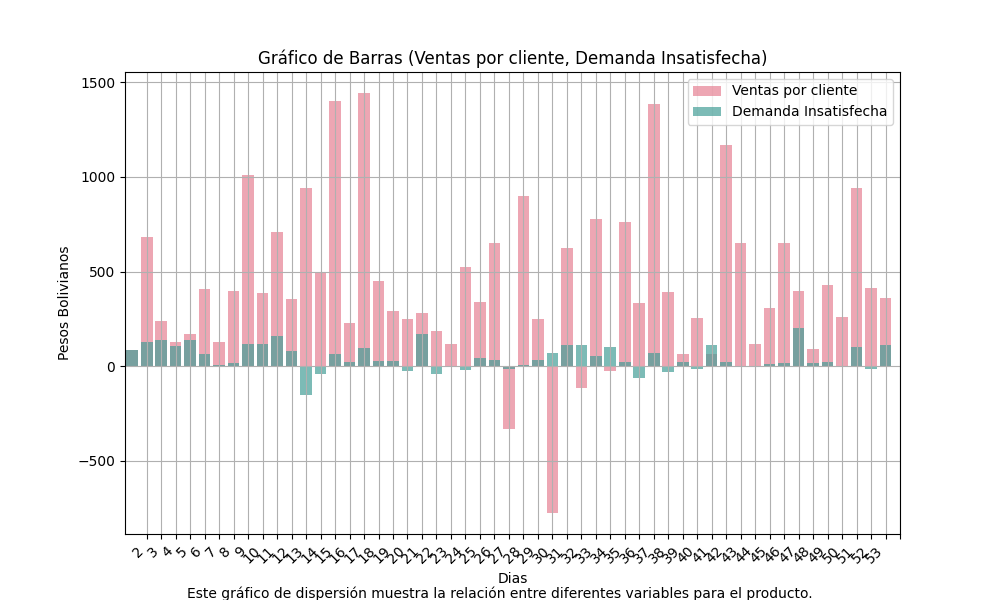 Gráfico de Barras (Ventas por cliente, Demanda Insatisfecha)
Ventas por cliente
Demanda Insatisfecha
1500
1000
500
0
−500
Pesos Bolivianos
2 3 4 5 6 7 8 9 10 11 12 13 14 15 16 17 18 19 20 21 22 23 24 25 26 27 28 29 30 31 32 33 34 35 36 37 38 39 40 41 42 43 44 45 46 47 48 49 50 51 52 53
Dias
Este gráfico de dispersión muestra la relación entre diferentes variables para el producto.